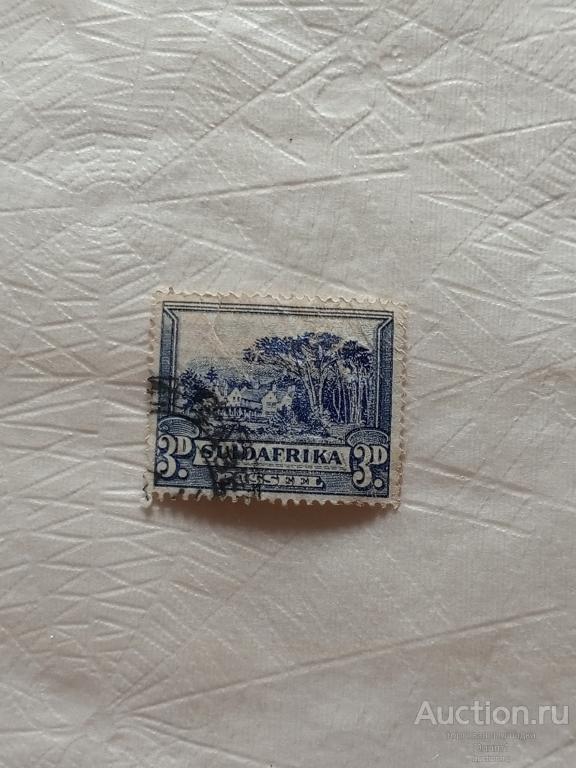 3D. SUIDAFRIKA 3D.
POSSEEL
Auction.ru